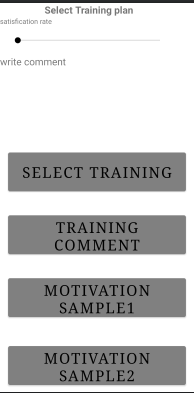 Select Training plan
satisfication rate
write comment
SELECT TRAINING
TRAINING
COMMENT
MOTIVATION
SAMPLE1
MOTIVATION
SAMPLE2